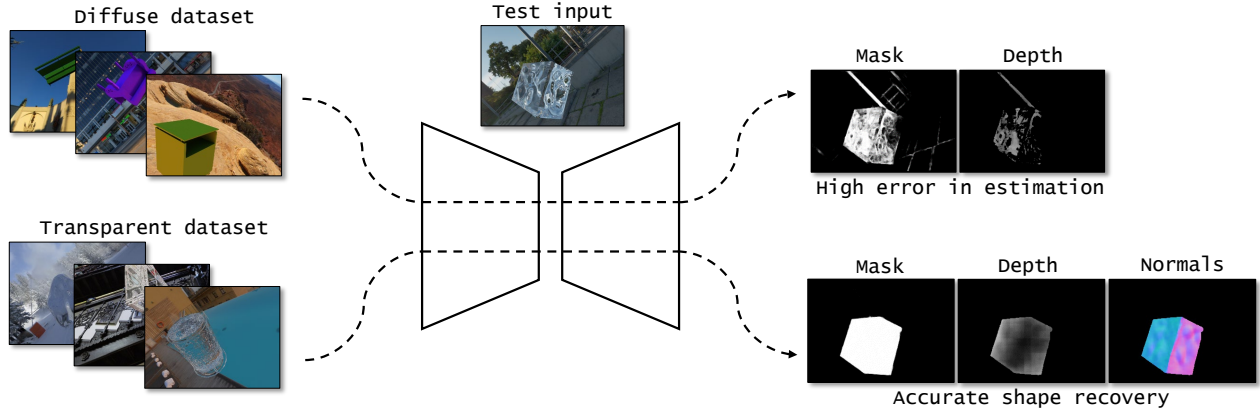 Diffuse dataset
Test input
Mask
Depth
High error in estimation
Transparent dataset
Mask
Depth
Normals
Accurate shape recovery